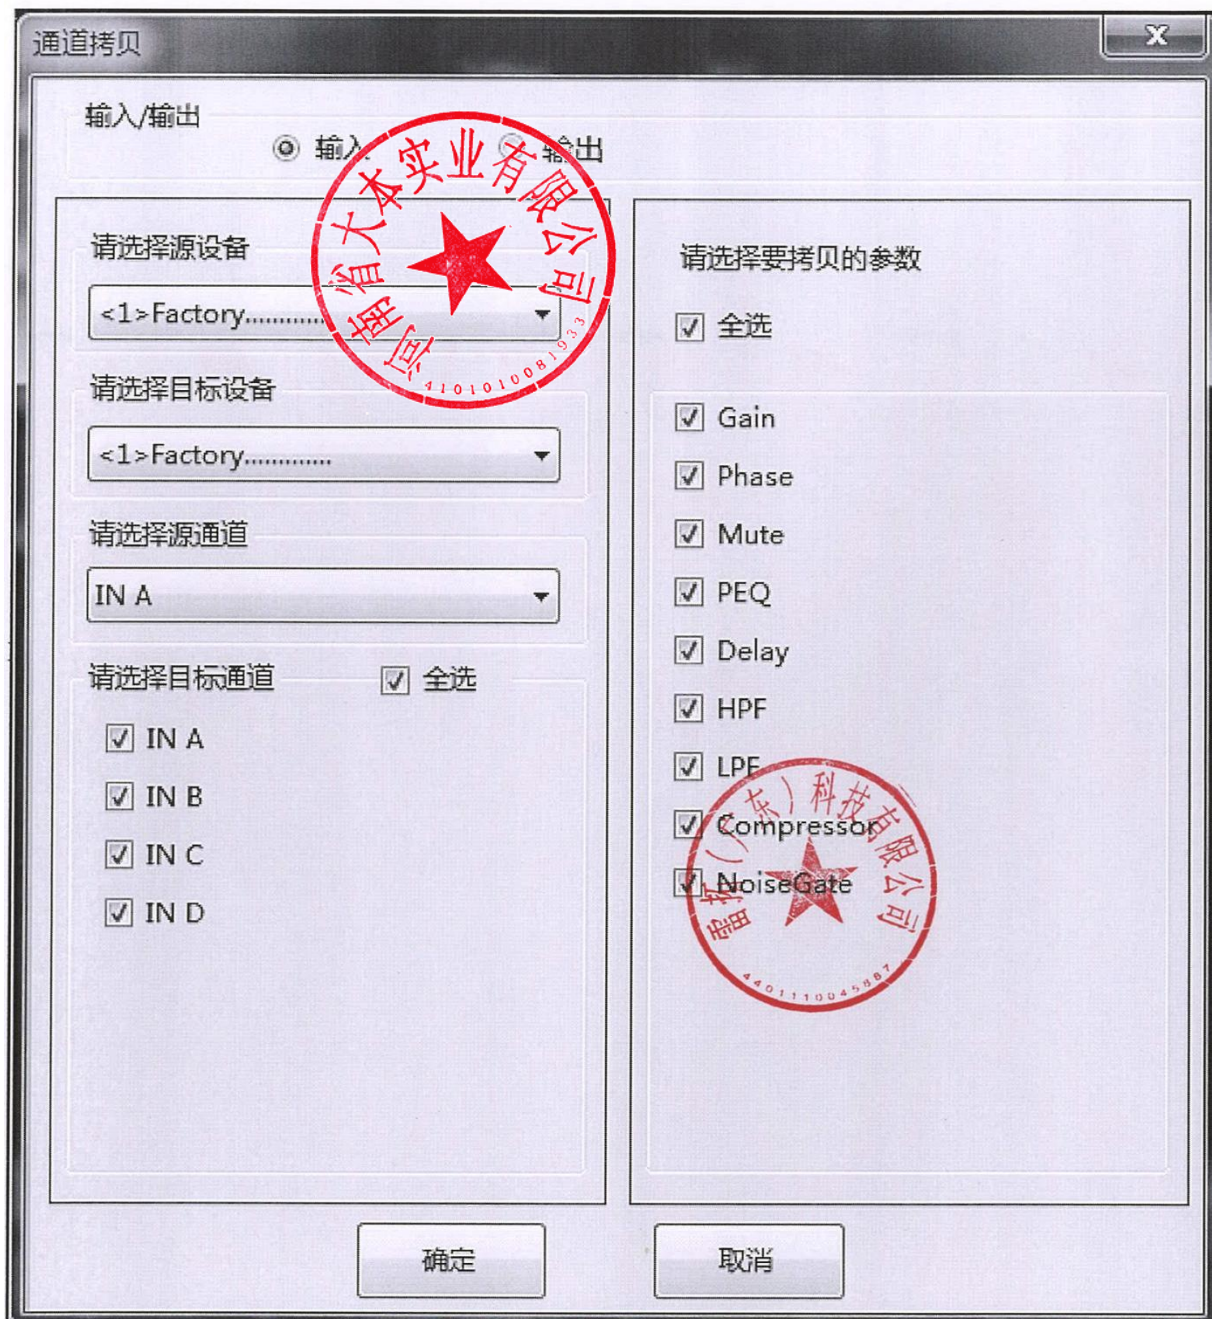 通道拷贝
输入/输出
输入 输出
请选择源设备
<1>Factory.............
请选择目标设备
<1>Factory.............
请选择源通道
IN A
请选择目标通道 全选
IN A
IN B
IN C
IN D
请选择要拷贝的参数
全选
Gain
Phase
Mute
PEQ
Delay
HPF
LPF
Compressor
NoiseGate
确定 取消
河南省大本实业有限公司
4101010081933
(广东)科技有限公司
4401110045887